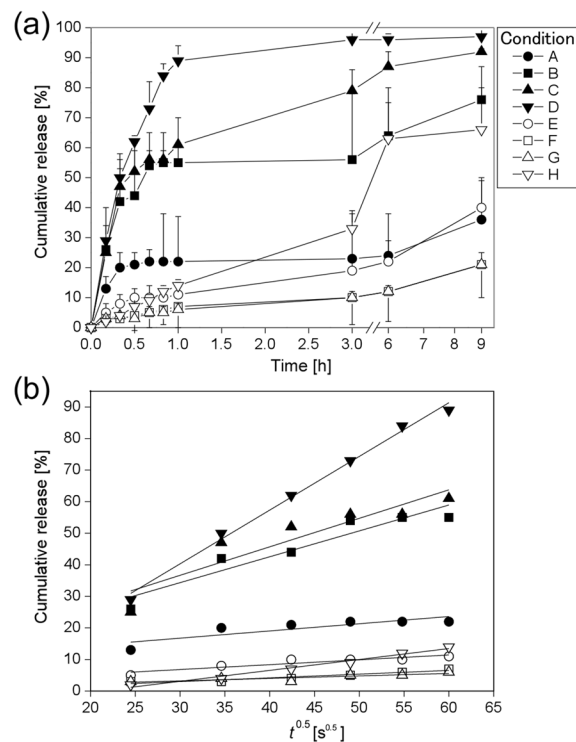 (a)
Cumulative release [%]
100
90
80
70
60
50
40
30
20
10
0
0.0 0.5 1.0 1.5 2.0 2.5 3.0 6 7 8 9
Time [h]
Condition
A
B
C
D
E
F
G
H
(b)
Cumulative release [%]
90
80
70
60
50
40
30
20
10
0
20 25 30 35 40 45 50 55 60 65
t^0.5 [s^0.5]